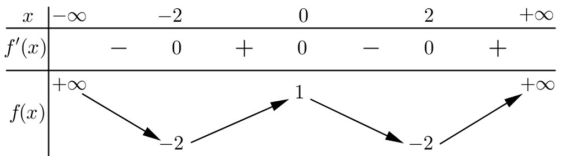 x −∞ −2 0 2 +∞
f′(x) − 0 + 0 − 0 +
+∞ 1 +∞
f(x)
−2 −2